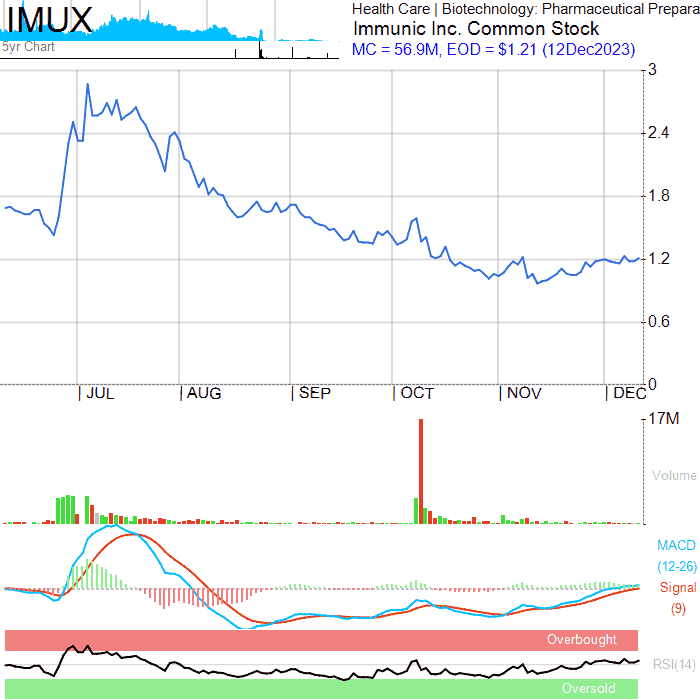 IMUX
5yr Chart
Health Care | Biotechnology: Pharmaceutical Prepara
Immunic Inc. Common Stock
MC = 56.9M, EOD = $1.21 (12Dec2023)
3
2.4
1.8
1.2
0.6
0
JUL
AUG
SEP
OCT
NOV
DEC
17M
Volume
MACD
(12-26)
Signal
(9)
Overbought
RSI(14)
Oversold